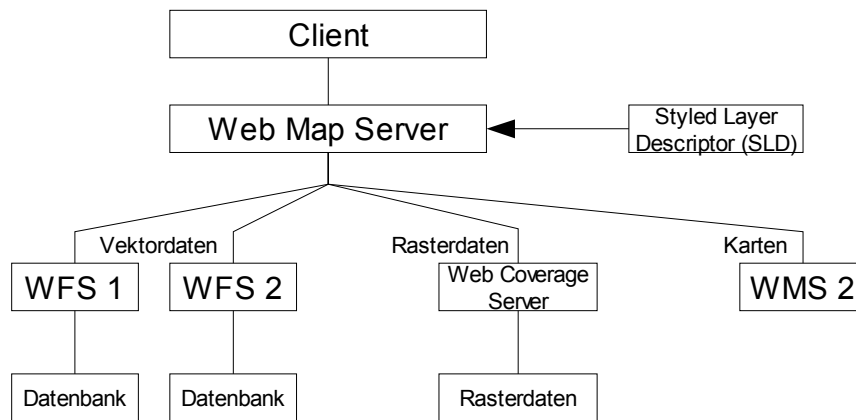 Client
Web Map Server
Styled Layer
Descriptor (SLD)
Vektordaten
Rasterdaten
Karten
WFS 1
WFS 2
Web Coverage
Server
WMS 2
Datenbank
Datenbank
Rasterdaten